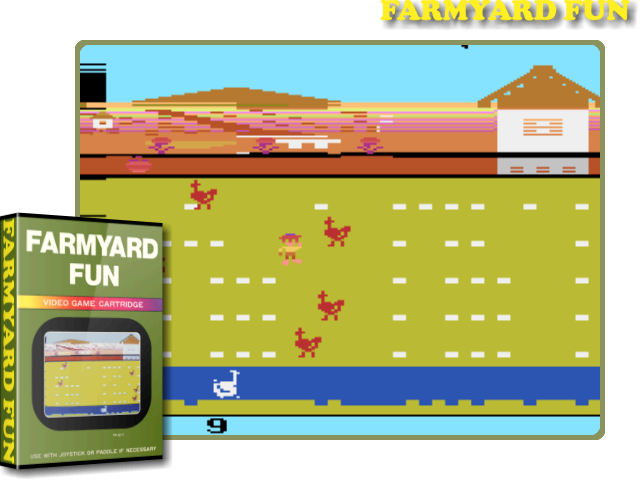 FARMYARD FUN
FARMYARD
FUN
VIDEO GAME CARTRIDGE
USE WITH JOYSTICK OR PADDLE IF NECESSARY
FARMYARD FUN
9